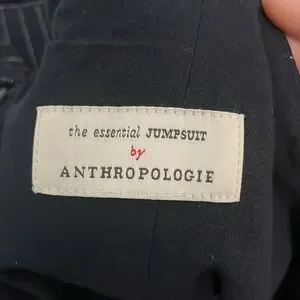 the essential JUMPSUIT
by
ANTHROPOLOGIE